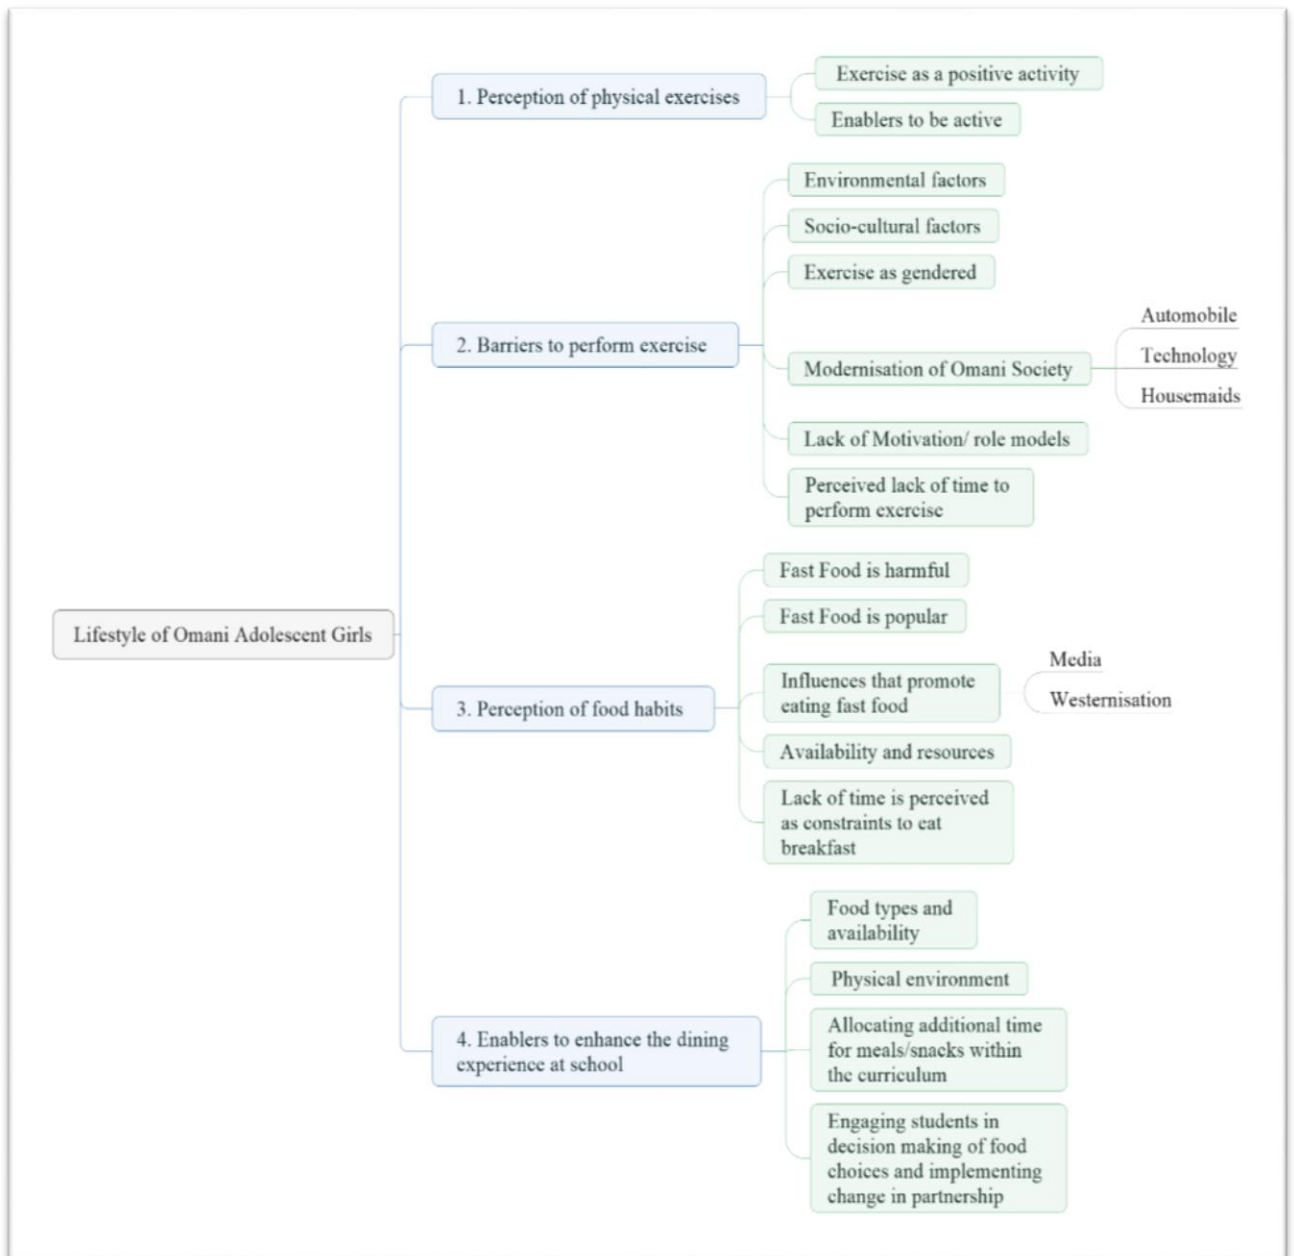 1. Perception of physical exercises
Exercise as a positive activity
Enablers to be active
2. Barriers to perform exercise
Environmental factors
Socio-cultural factors
Exercise as gendered
Modernisation of Omani Society
Automobile
Technology
Housemaids
Lack of Motivation/ role models
Perceived lack of time to
perform exercise
Lifestyle of Omani Adolescent Girls
3. Perception of food habits
Fast Food is harmful
Fast Food is popular
Influences that promote
eating fast food
Media
Westernisation
Availability and resources
Lack of time is perceived
as constraints to eat
breakfast
4. Enablers to enhance the dining
experience at school
Food types and
availability
Physical environment
Allocating additional time
for meals/snacks within
the curriculum
Engaging students in
decision making of food
choices and implementing
change in partnership